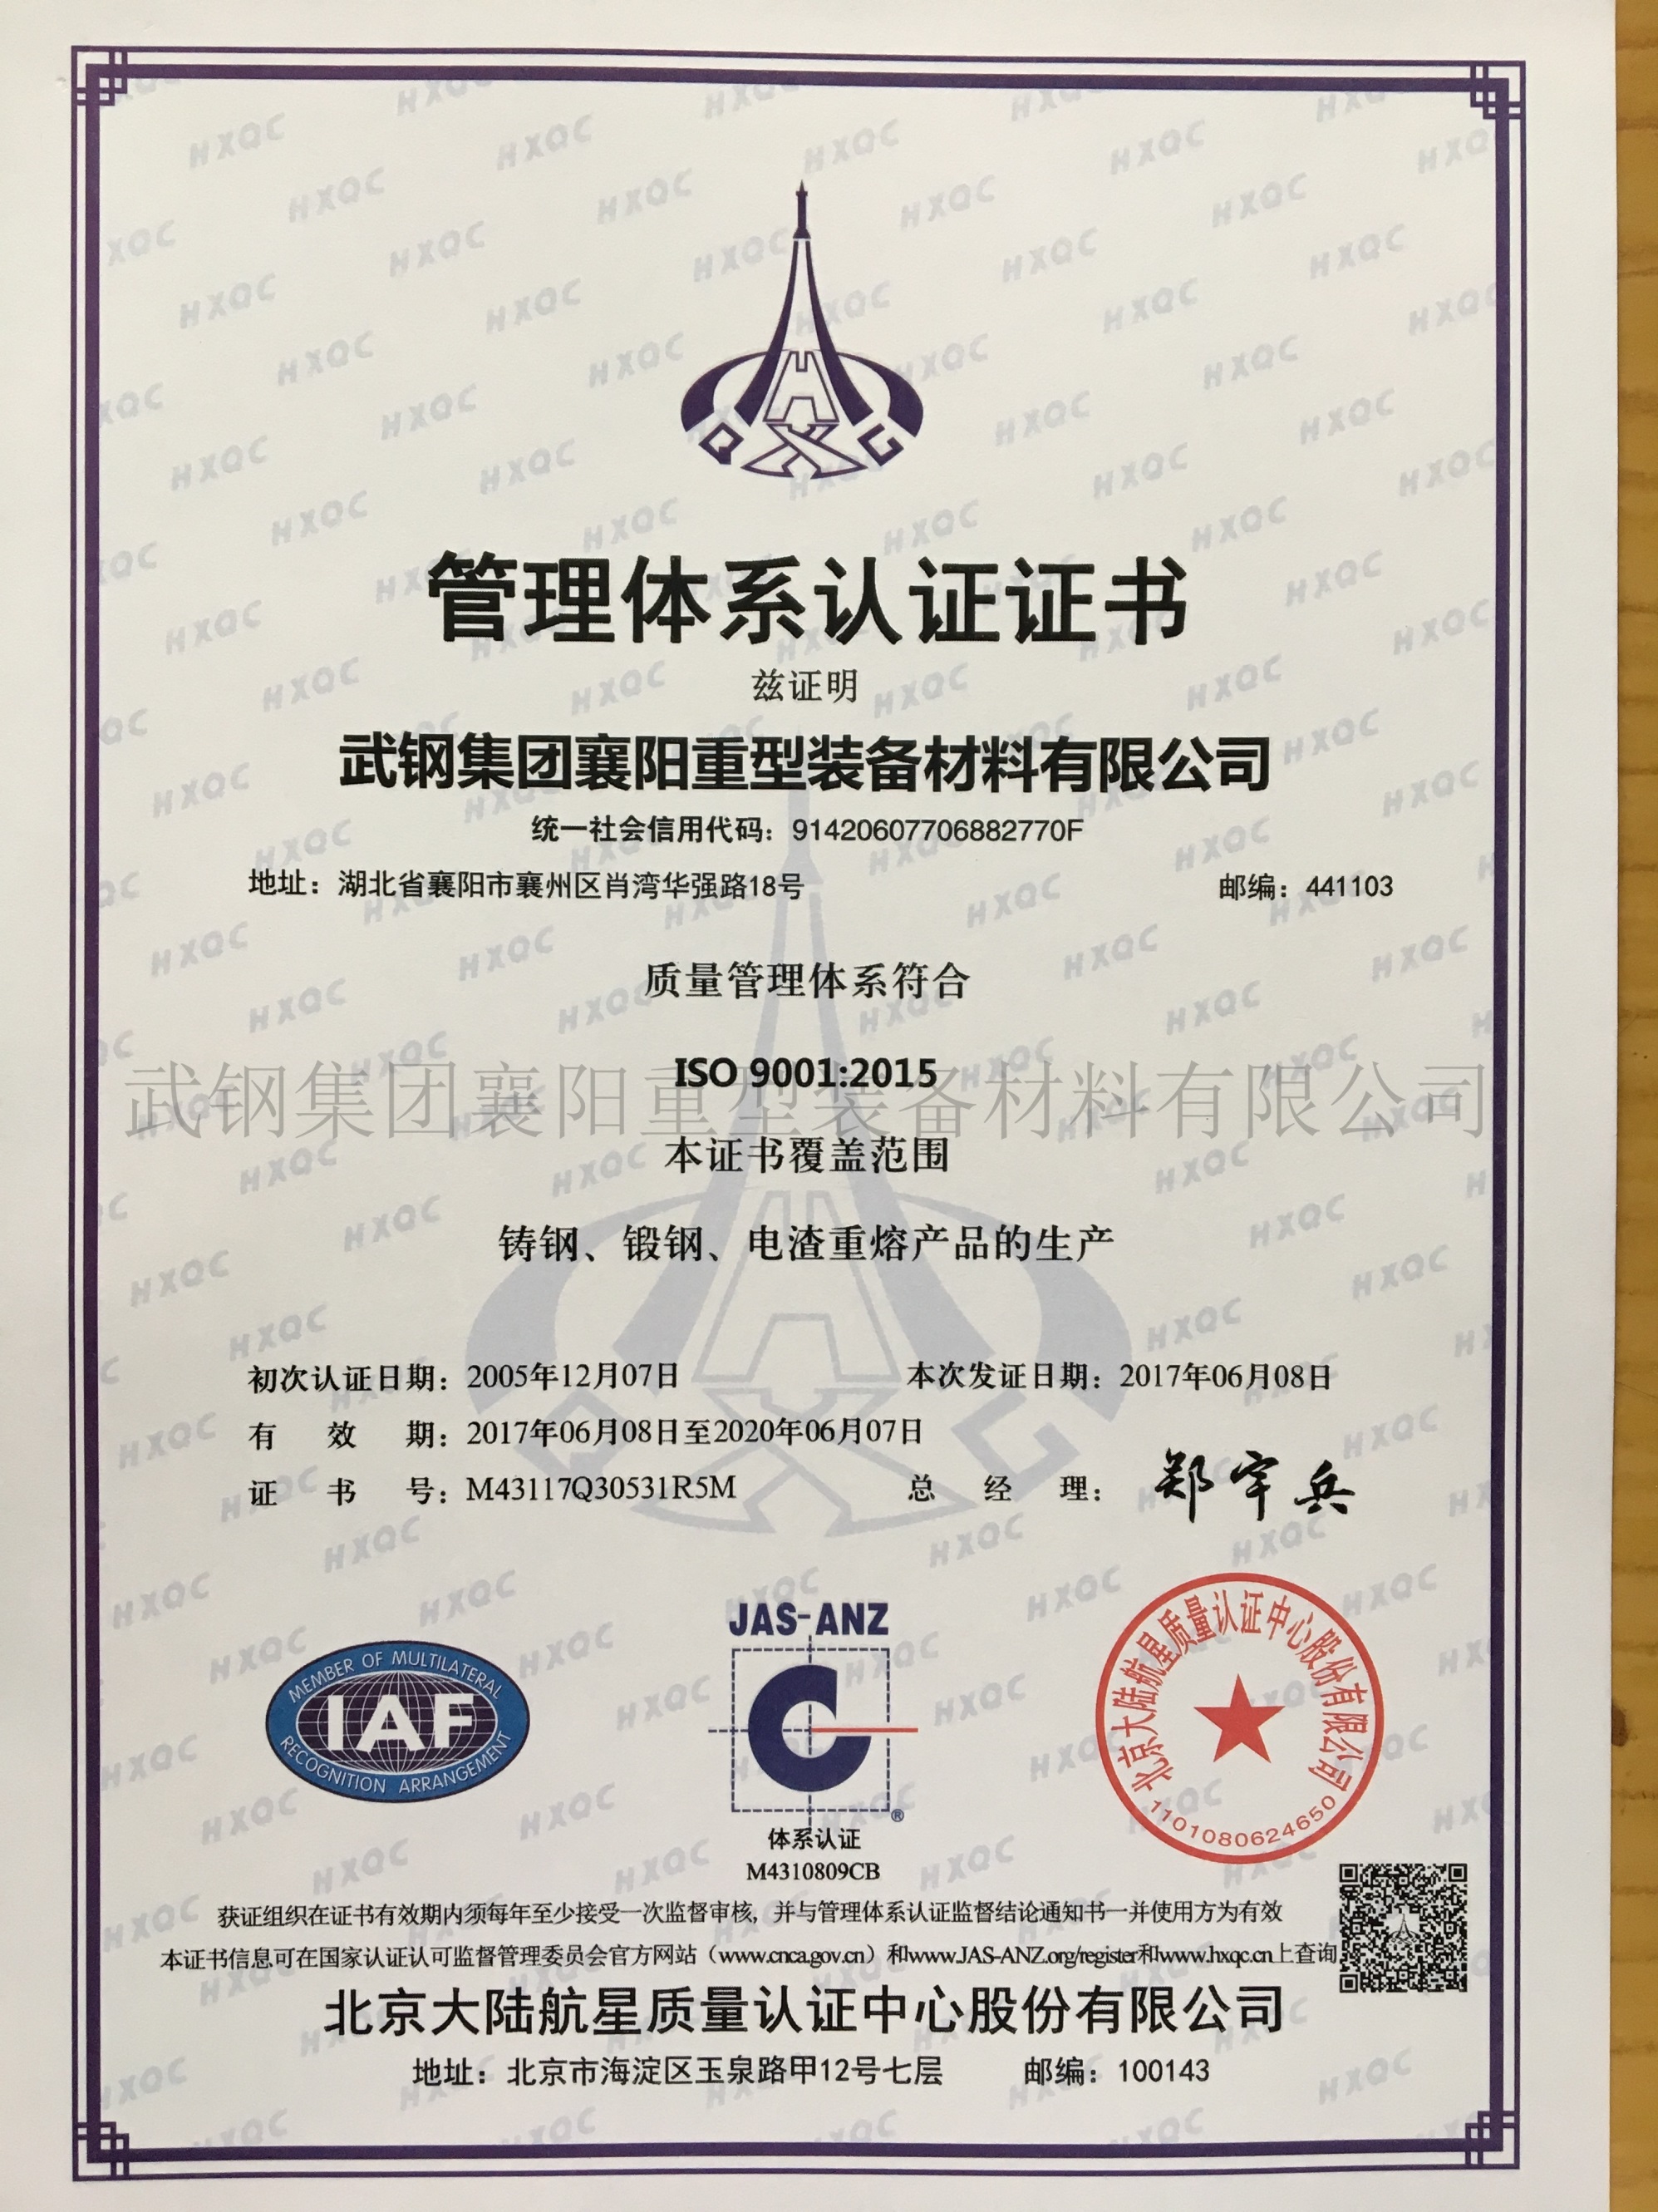 管理体系认证证书
兹证明
武钢集团襄阳重型装备材料有限公司
统一社会信用代码：91420607706882770F
地址：湖北省襄阳市襄州区肖湾华强路18号 邮编：441103
质量管理体系符合
ISO 9001:2015
武钢集团襄阳重型装备材料有限公司
本证书覆盖范围
铸钢、锻钢、电渣重熔产品的生产
初次认证日期：2005年12月07日 本次发证日期：2017年06月08日
有效期：2017年06月08日至2020年06月07日
证书号：M43117Q30531R5M 总经理：郑宇兵
MEMBER OF MULTILATERAL
IAF
RECOGNITION ARRANGEMENT
JAS-ANZ
®
体系认证
M4310809CB
北京大陆航星质量认证中心股份有限公司
1101080624650
获证组织在证书有效期内须每年至少接受一次监督审核，并与管理体系认证监督结论通知书一并使用方为有效
本证书信息可在国家认证认可监督管理委员会官方网站（www.cnca.gov.cn）和www.JAS-ANZ.org/register和www.hxqc.cn上查询
北京大陆航星质量认证中心股份有限公司
地址：北京市海淀区玉泉路甲12号七层 邮编：100143
HXQC